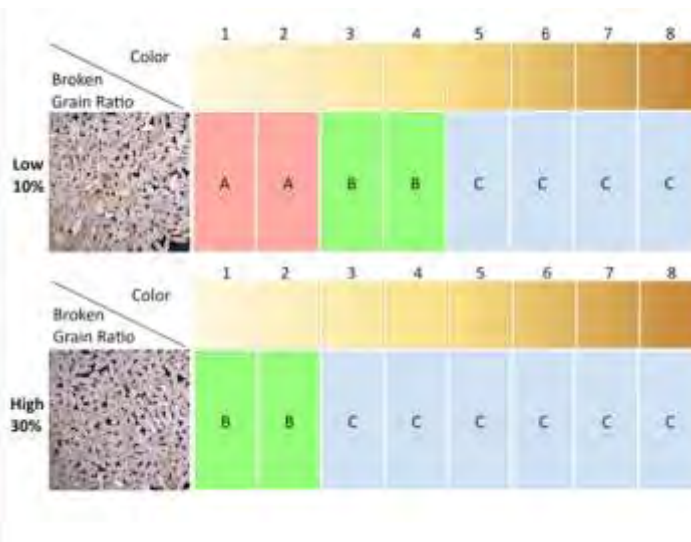 1 2 3 4 5 6 7 8
Color
Broken
Grain Ratio
Low
10%
A A B B C C C C
1 2 3 4 5 6 7 8
Color
Broken
Grain Ratio
High
30%
B B C C C C C C